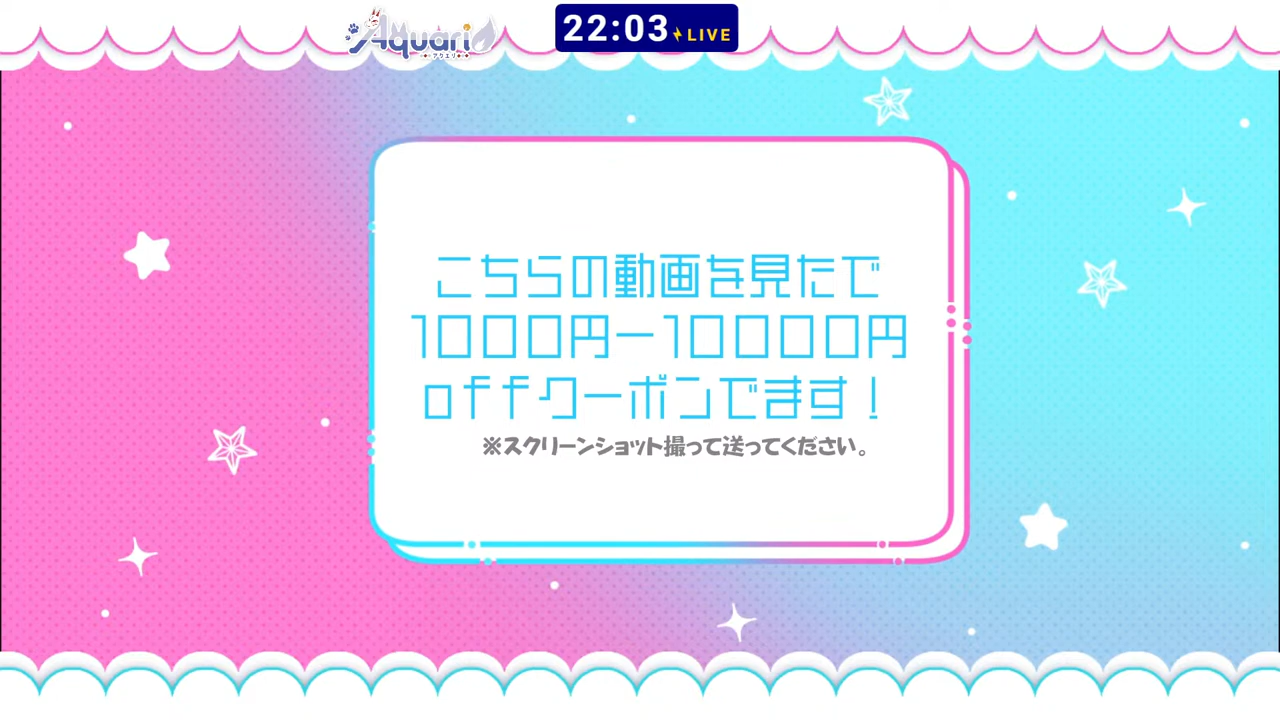 Aquario
アクエリ
22:03 LIVE
こちらの動画を見たで
1000円ー10000円
offクーポンでます！
※スクリーンショット撮って送ってください。